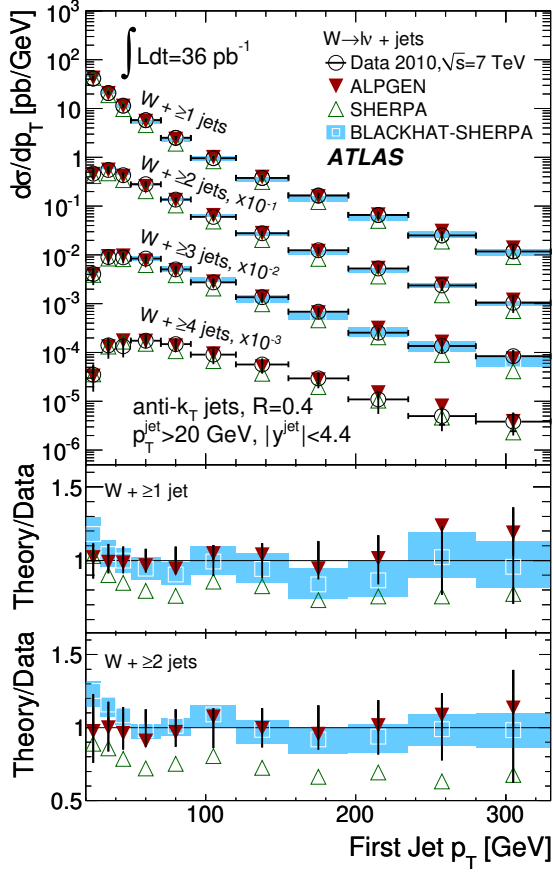 dσ/dp_T [pb/GeV]
10³
10²
10
1
10⁻¹
10⁻²
10⁻³
10⁻⁴
10⁻⁵
10⁻⁶
∫Ldt=36 pb⁻¹
W→lν + jets
Data 2010, √s=7 TeV
ALPGEN
SHERPA
BLACKHAT-SHERPA
ATLAS
W + ≥1 jets
W + ≥2 jets, x10⁻¹
W + ≥3 jets, x10⁻²
W + ≥4 jets, x10⁻³
anti-k_T jets, R=0.4
p_T^jet>20 GeV, |y^jet|<4.4
Theory/Data
1.5
1
W + ≥1 jet
Theory/Data
1.5
1
0.5
W + ≥2 jets
100
200
300
First Jet p_T [GeV]